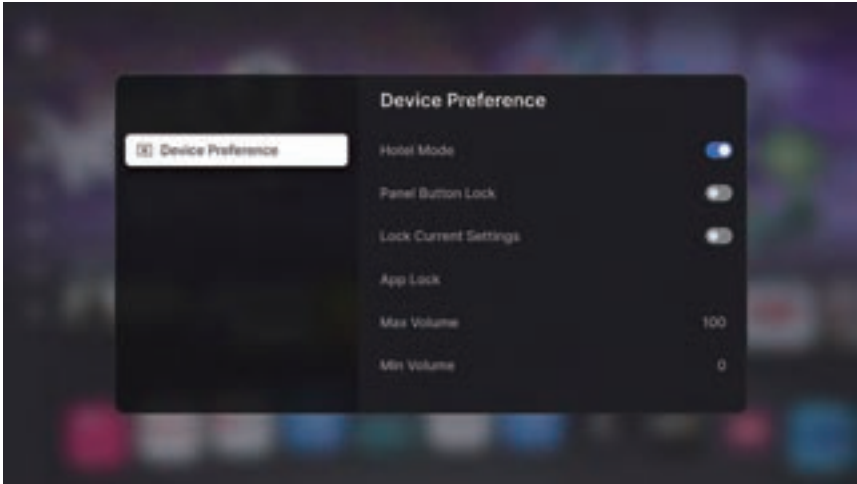 Device Preference
Device Preference
Hotel Mode
Panel Button Lock
Lock Current Settings
App Lock
Max Volume 100
Min Volume 0